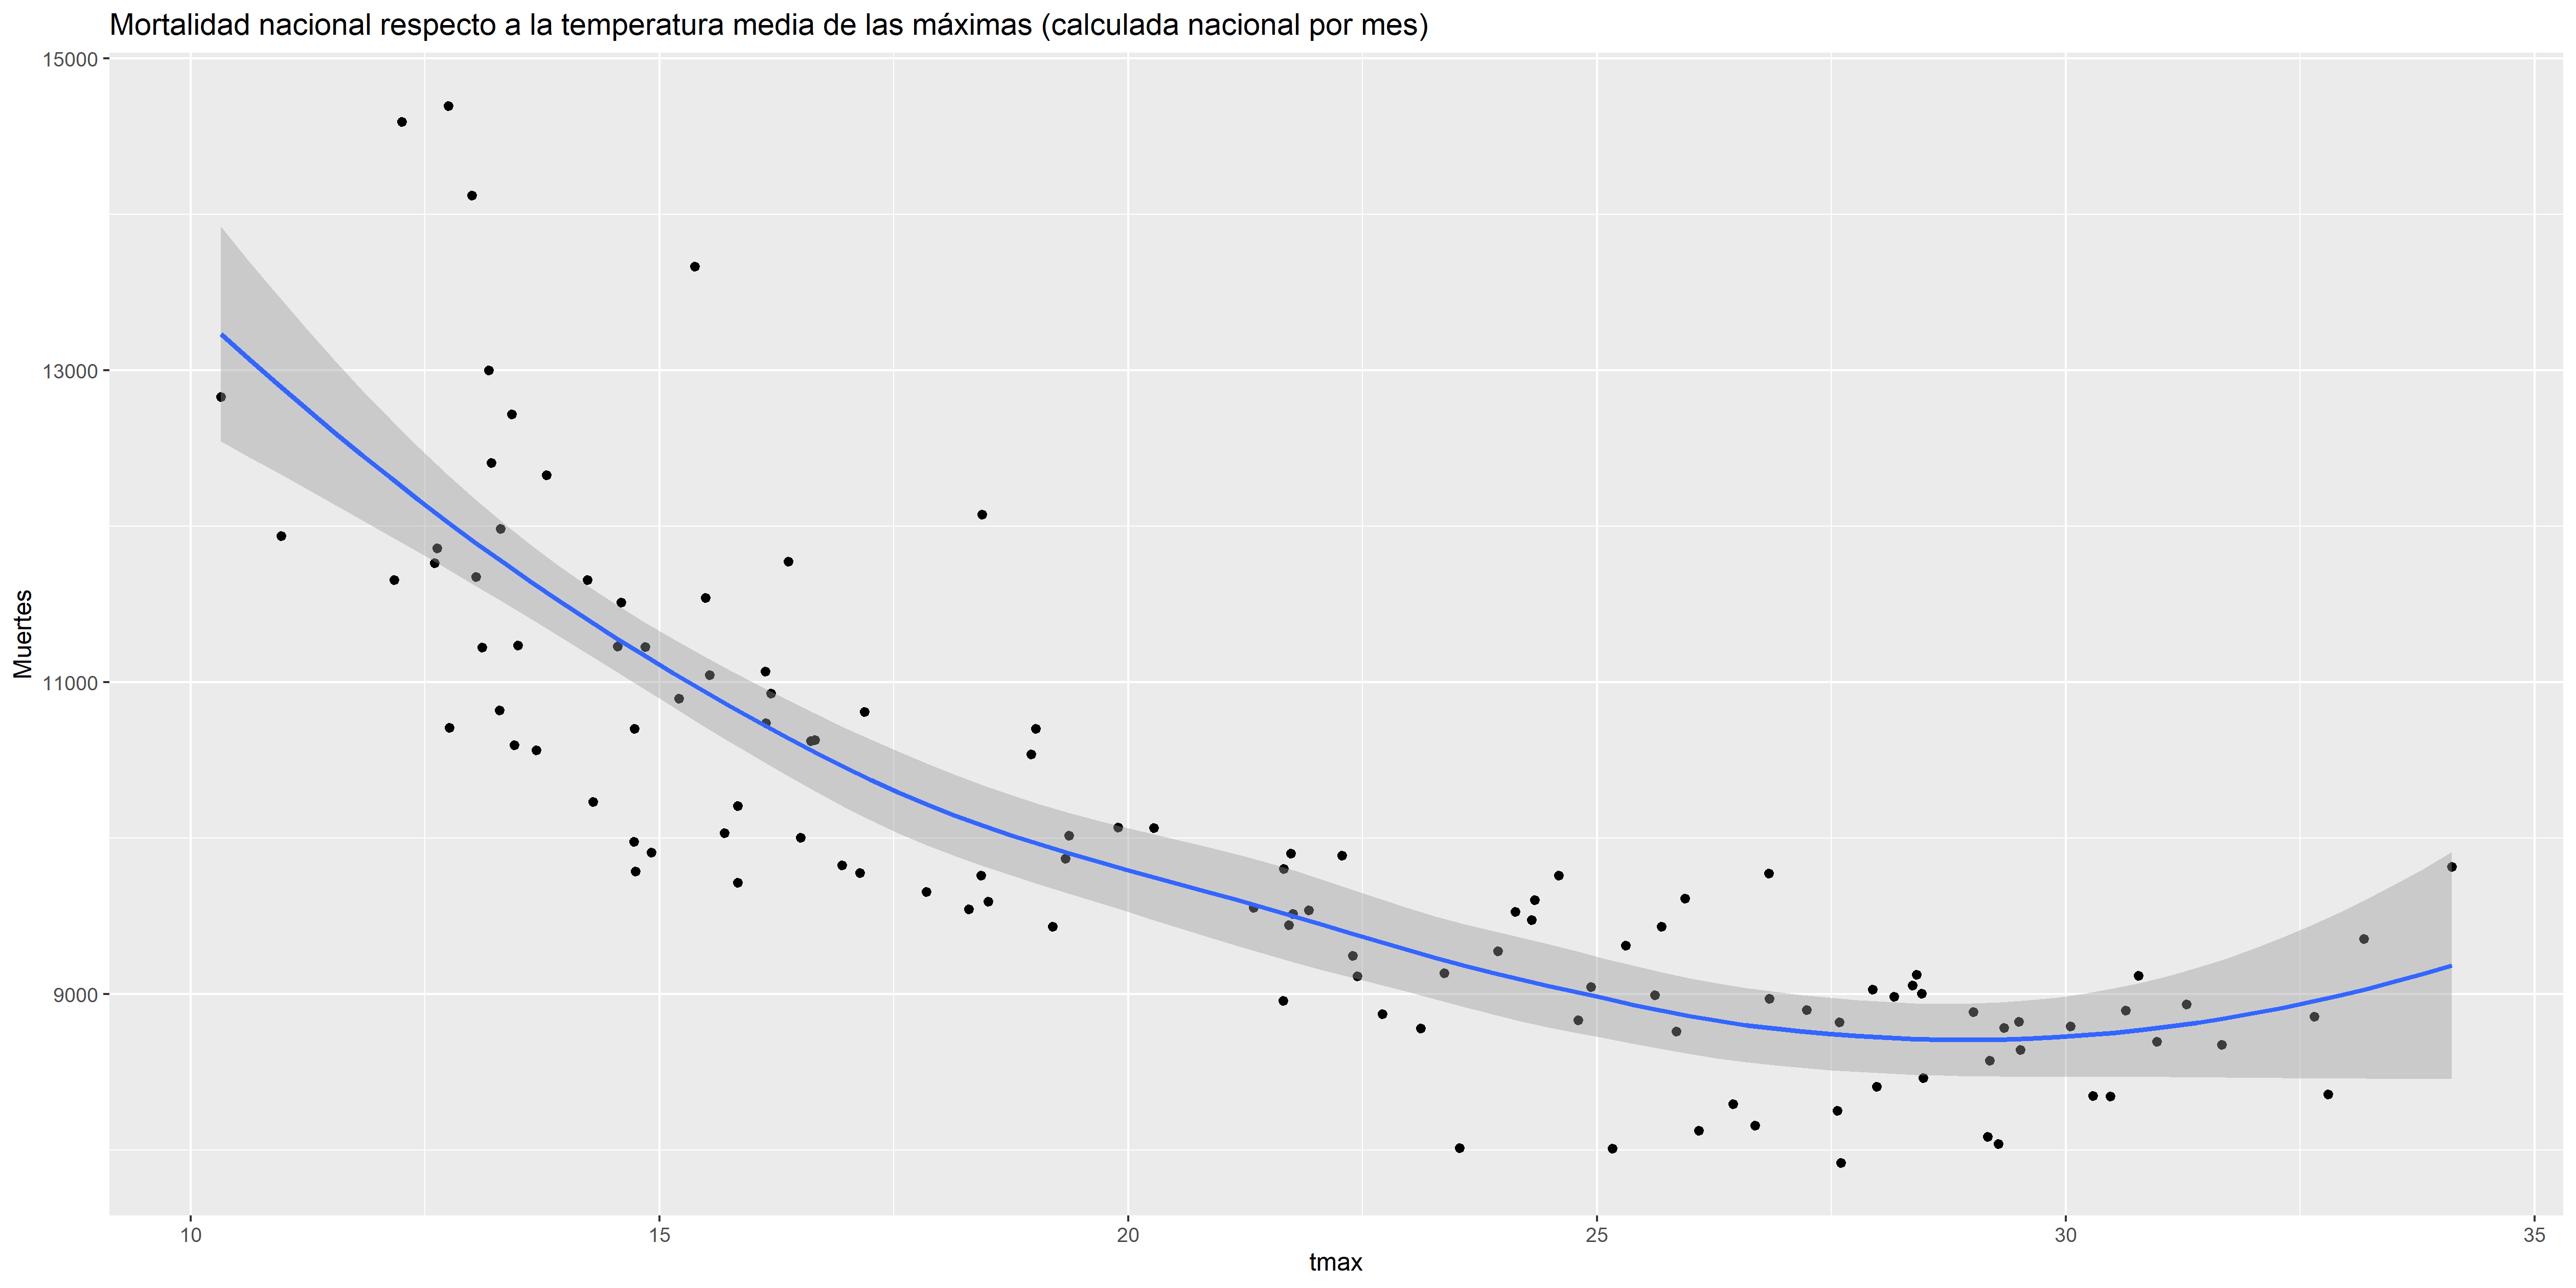 Mortalidad nacional respecto a la temperatura media de las máximas (calculada nacional por mes)
15000
13000
11000
9000
Muertes
10 15 20 25 30 35
tmax